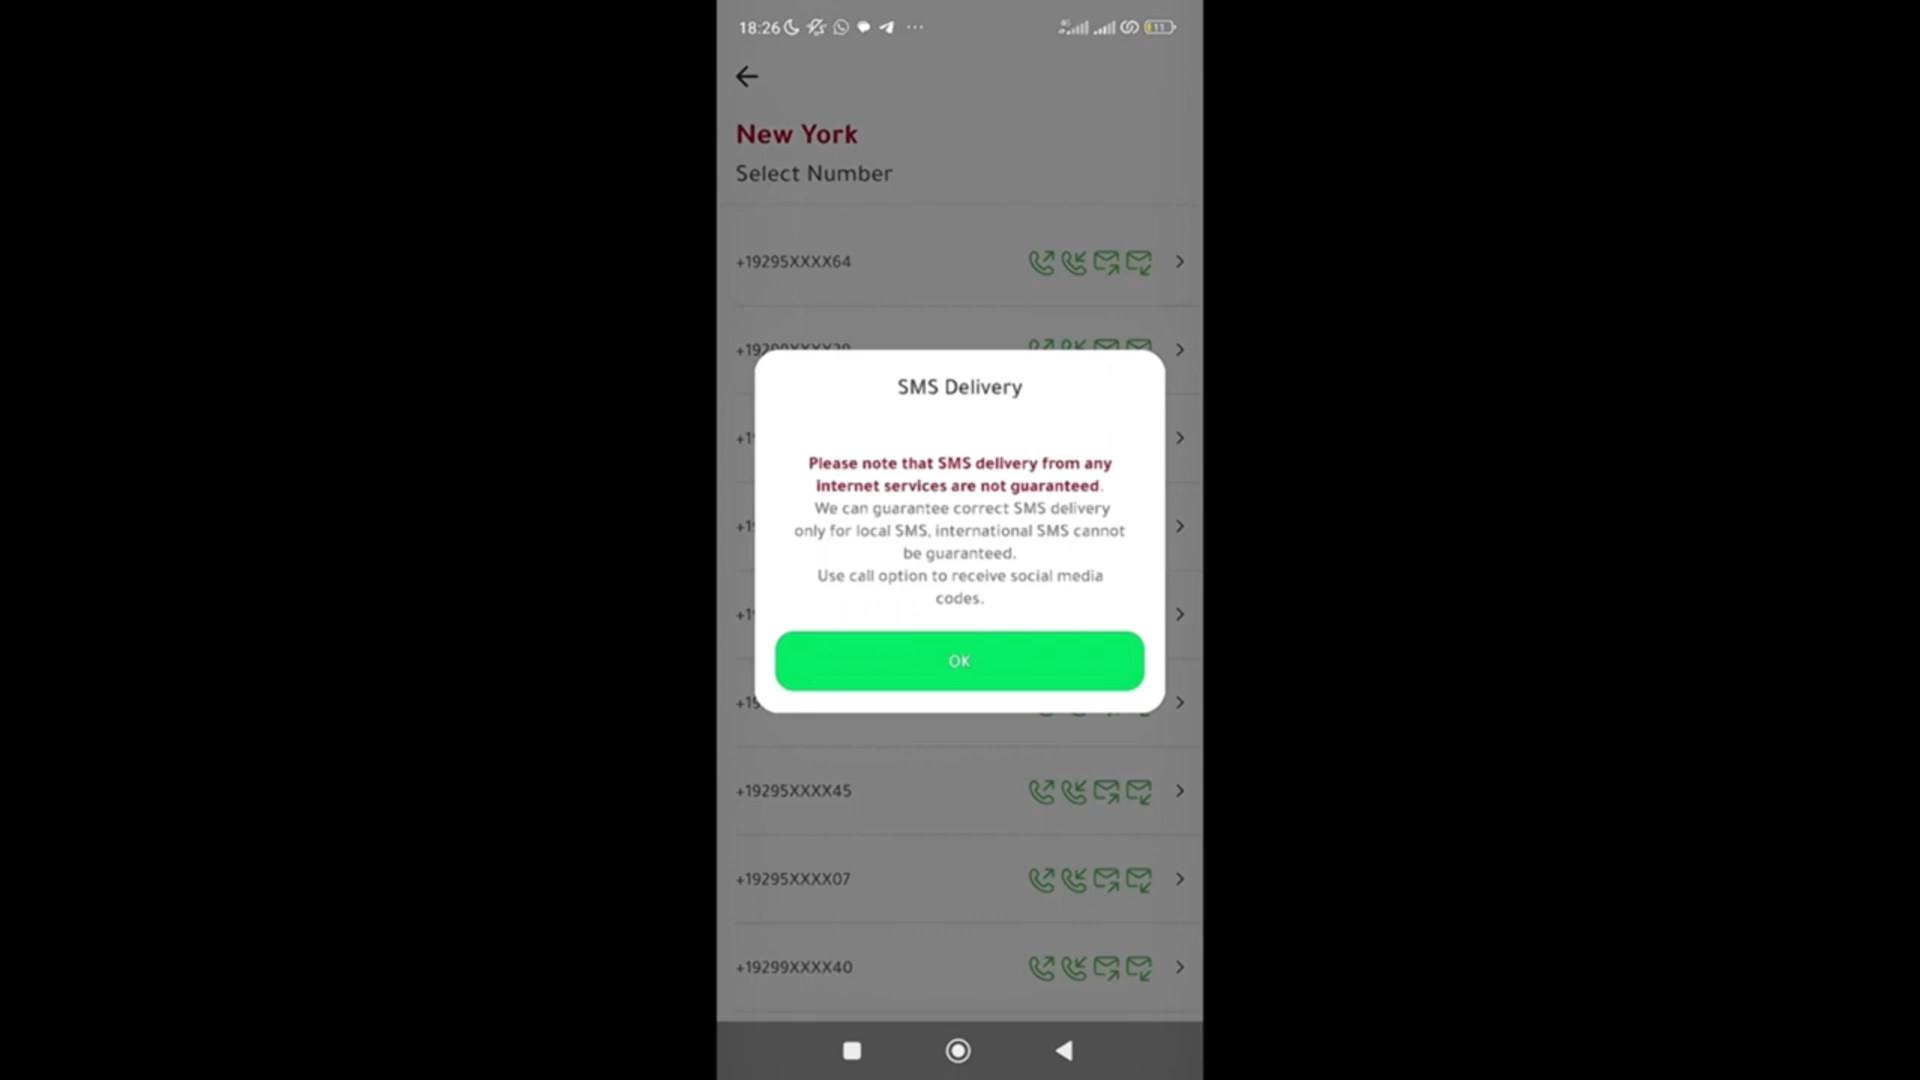 18:26
4G
11
New York
Select Number
+19295XXXX64
SMS Delivery
Please note that SMS delivery from any
internet services are not guaranteed.
We can guarantee correct SMS delivery
only for local SMS, international SMS cannot
be guaranteed.
Use call option to receive social media
codes.
OK
+19295XXXX45
+19295XXXX07
+19299XXXX40